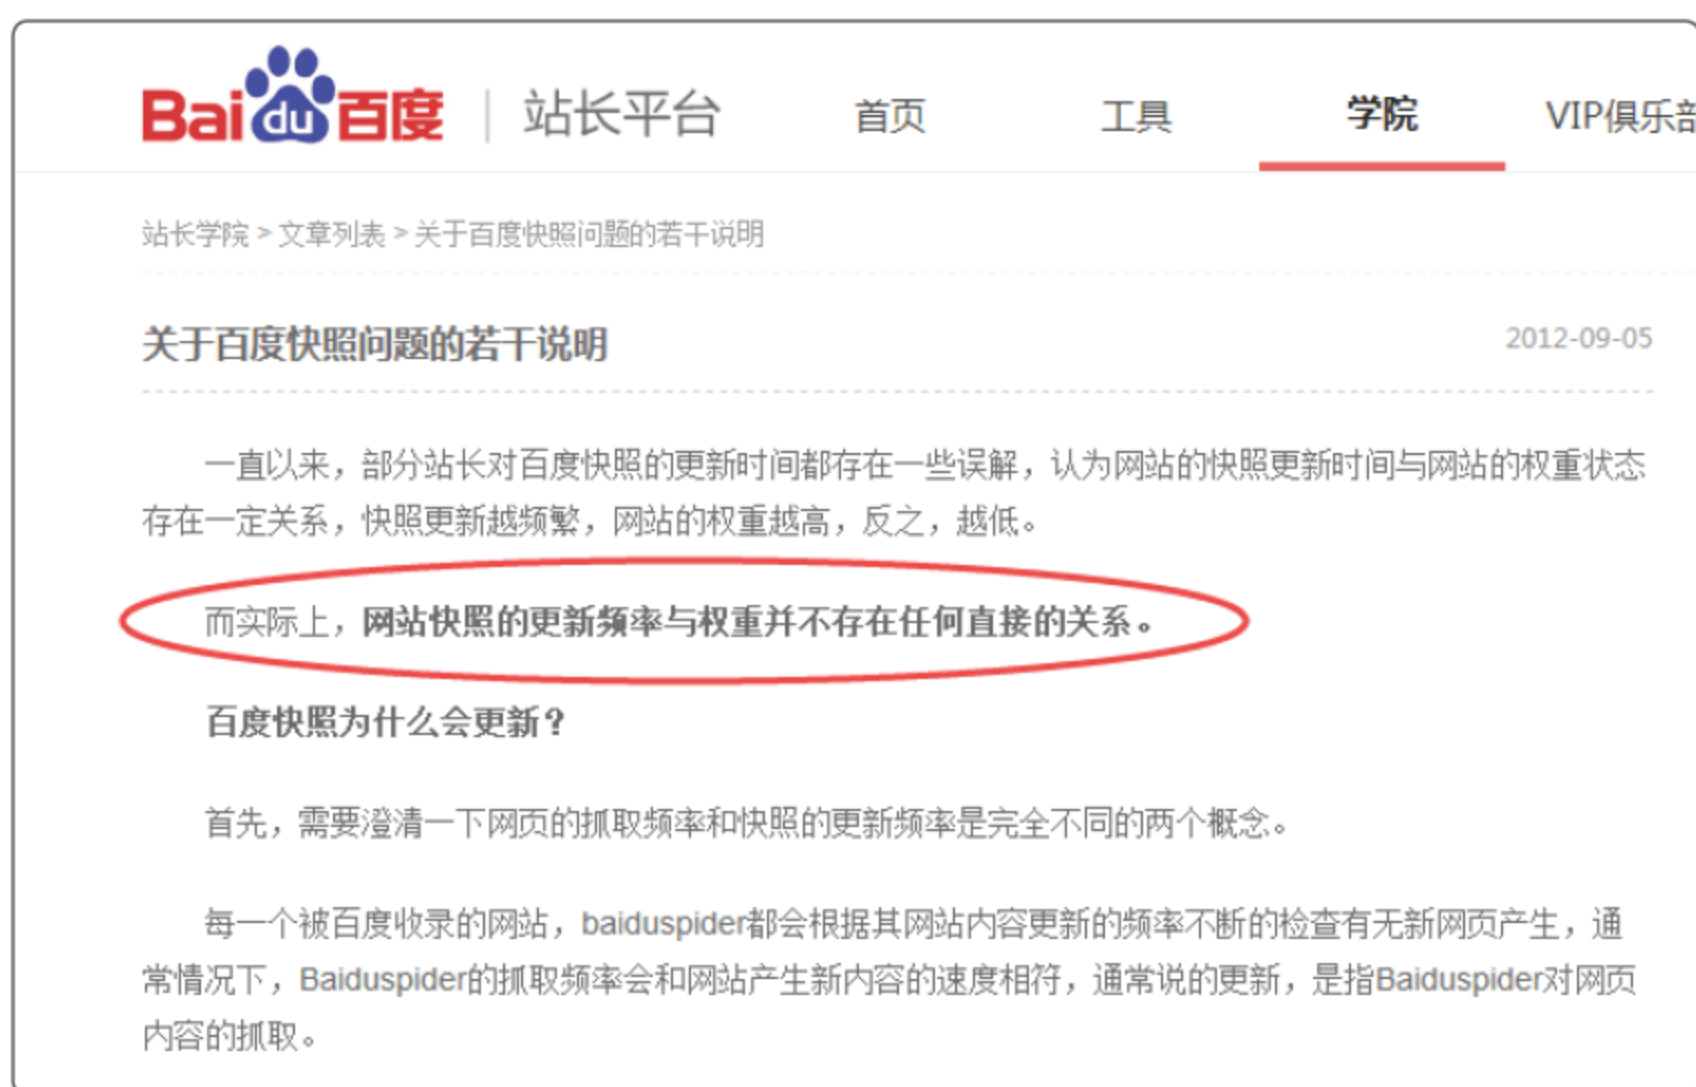 Bai du 百度 站长平台 首页 工具 学院 VIP俱乐部
站长学院 > 文章列表 > 关于百度快照问题的若干说明
关于百度快照问题的若干说明 2012-09-05
一直以来，部分站长对百度快照的更新时间都存在一些误解，认为网站的快照更新时间与网站的权重状态
存在一定关系，快照更新越频繁，网站的权重越高，反之，越低。
而实际上，网站快照的更新频率与权重并不存在任何直接的关系。
百度快照为什么会更新？
首先，需要澄清一下网页的抓取频率和快照的更新频率是完全不同的两个概念。
每一个被百度收录的网站，baiduspider都会根据其网站内容更新的频率不断的检查有无新网页产生，通
常情况下，Baiduspider的抓取频率会和网站产生新内容的速度相符，通常说的更新，是指Baiduspider对网页
内容的抓取。